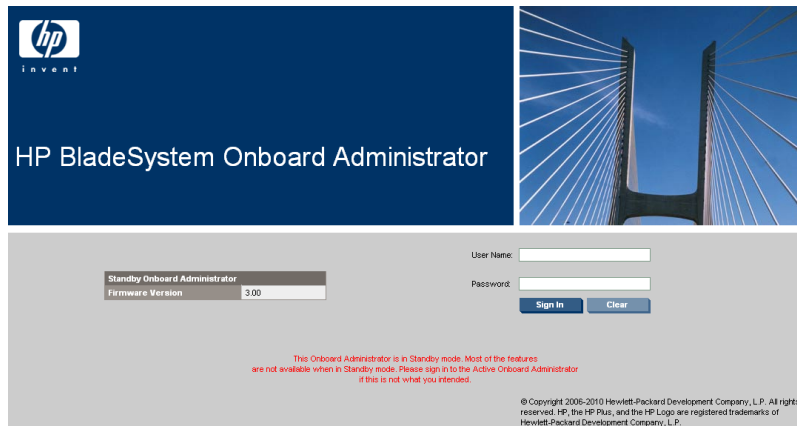 hp
invent
HP BladeSystem Onboard Administrator
User Name:
Standby Onboard Administrator
Firmware Version 3.00
Password:
Sign In Clear
This Onboard Administrator is in Standby mode. Most of the features
are not available when in Standby mode. Please sign in to the Active Onboard Administrator
if this is not what you intended.
© Copyright 2006-2010 Hewlett-Packard Development Company, L.P. All rights
reserved. HP, the HP Plus, and the HP Logo are registered trademarks of
Hewlett-Packard Development Company, L.P.